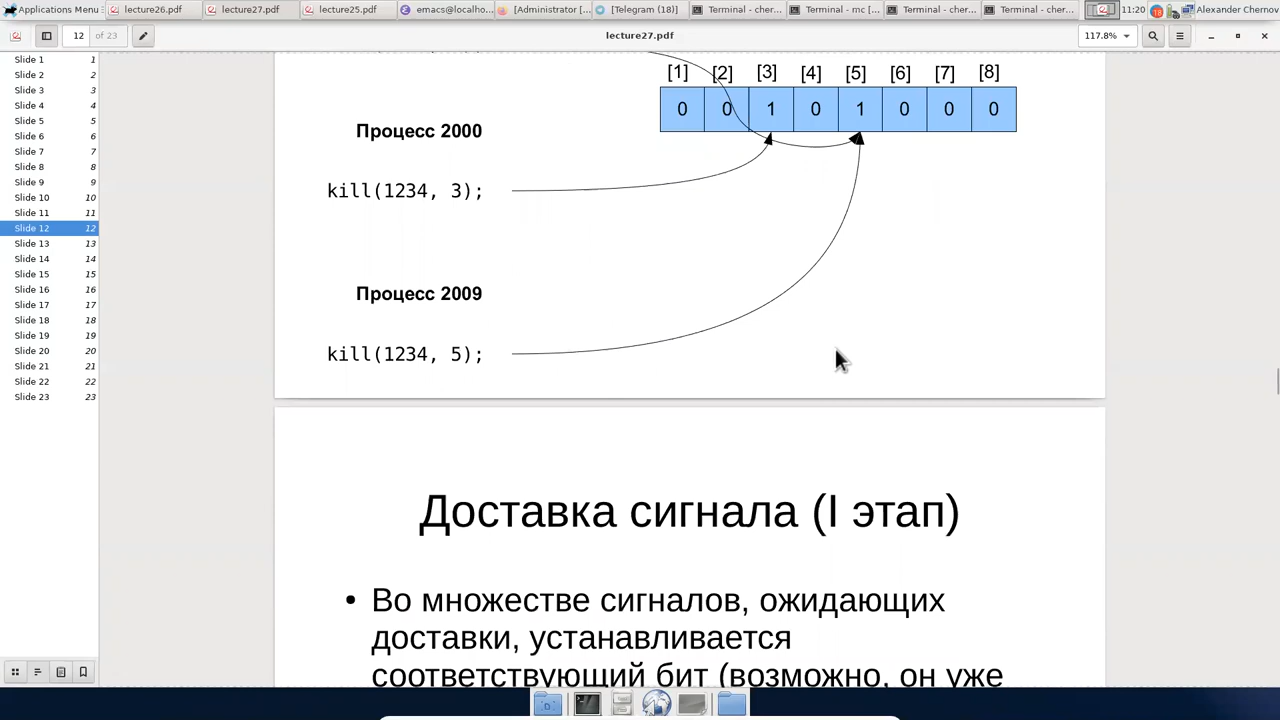 Applications Menu
lecture26.pdf
lecture27.pdf
lecture25.pdf
emacs@localho...
[Administrator [...
[Telegram (18)]
Terminal - cher...
Terminal - mc [...
Terminal - cher...
Terminal - cher...
11:20
18
Alexander Chernov
12 of 23
lecture27.pdf
117.8%
Slide 1 1
Slide 2 2
Slide 3 3
Slide 4 4
Slide 5 5
Slide 6 6
Slide 7 7
Slide 8 8
Slide 9 9
Slide 10 10
Slide 11 11
Slide 12 12
Slide 13 13
Slide 14 14
Slide 15 15
Slide 16 16
Slide 17 17
Slide 18 18
Slide 19 19
Slide 20 20
Slide 21 21
Slide 22 22
Slide 23 23
[1] [2] [3] [4] [5] [6] [7] [8]
0 0 1 0 1 0 0 0
Процесс 2000
kill(1234, 3);
Процесс 2009
kill(1234, 5);
Доставка сигнала (I этап)
• Во множестве сигналов, ожидающих
доставки, устанавливается
соответствующий бит (возможно, он уже